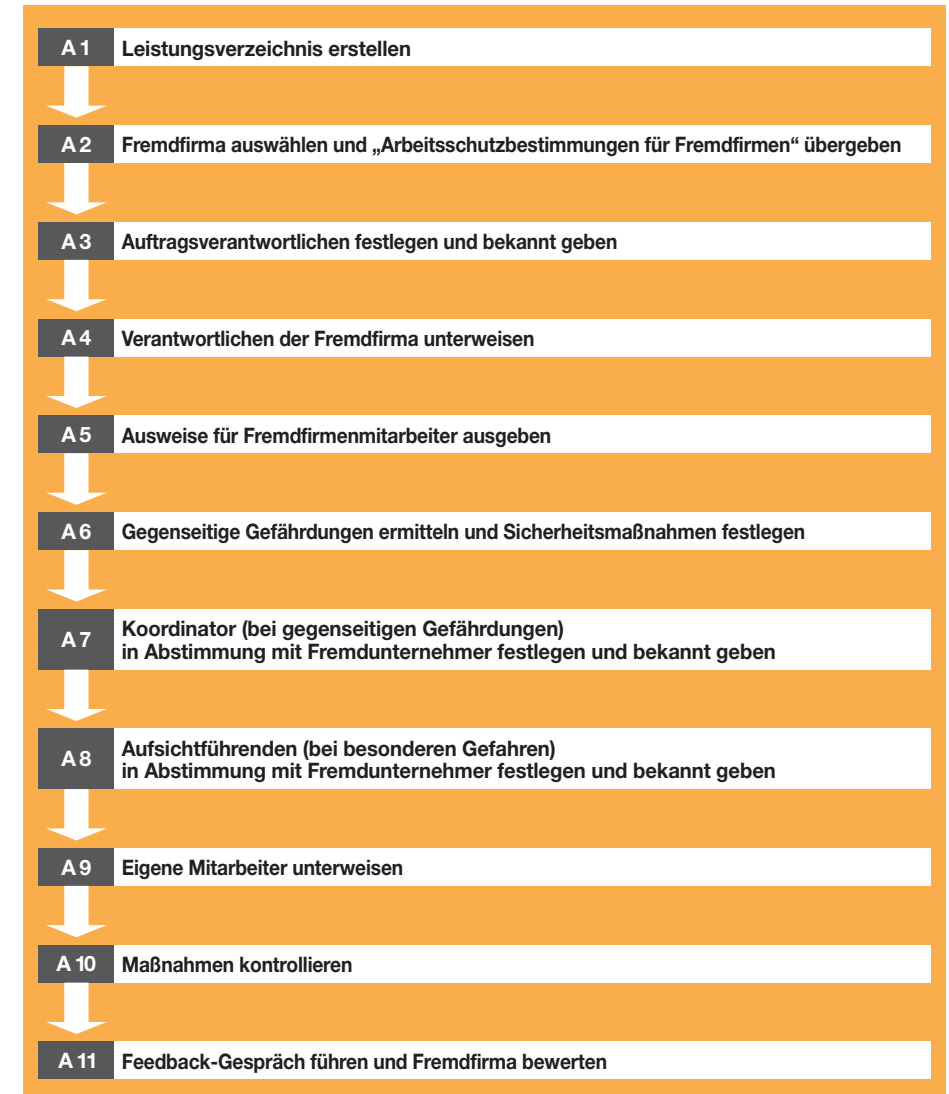 A 1 Leistungsverzeichnis erstellen
A 2 Fremdfirma auswählen und „Arbeitsschutzbestimmungen für Fremdfirmen“ übergeben
A 3 Auftragsverantwortlichen festlegen und bekannt geben
A 4 Verantwortlichen der Fremdfirma unterweisen
A 5 Ausweise für Fremdfirmenmitarbeiter ausgeben
A 6 Gegenseitige Gefährdungen ermitteln und Sicherheitsmaßnahmen festlegen
A 7 Koordinator (bei gegenseitigen Gefährdungen)
in Abstimmung mit Fremdunternehmer festlegen und bekannt geben
A 8 Aufsichtführenden (bei besonderen Gefahren)
in Abstimmung mit Fremdunternehmer festlegen und bekannt geben
A 9 Eigene Mitarbeiter unterweisen
A 10 Maßnahmen kontrollieren
A 11 Feedback-Gespräch führen und Fremdfirma bewerten